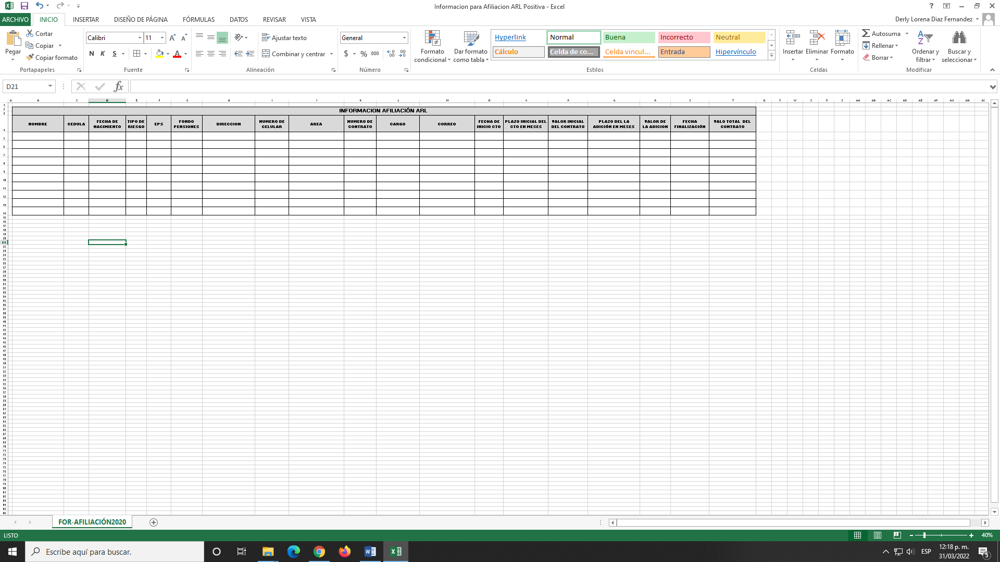 Informacion para Afiliacion ARL Positiva - Excel
ARCHIVO INICIO INSERTAR DISEÑO DE PÁGINA FÓRMULAS DATOS REVISAR VISTA Derly Lorena Diaz Fernandez
Pegar Cortar Copiar Copiar formato
Calibri 11
N K S
Ajustar texto
Combinar y centrar
General
$ % 000
Formato condicional
Dar formato como tabla
Hyperlink Normal Buena Incorrecto Neutral
Cálculo Celda de co... Celda vincul... Entrada Hipervínculo
Insertar Eliminar Formato
Autosuma
Rellenar
Borrar
Ordenar y filtrar
Buscar y seleccionar
Portapapeles Fuente Alineación Número Estilos Celdas Modificar
D21 fx
INFORMACION AFILIACIÓN ARL
NOMBRE
CEDULA
FECHA DE NACIMIENTO
TIPO DE RIESGO
EPS
FONDO PENSIONES
DIRECCION
NUMERO DE CELULAR
AREA
NUMERO DE CONTRATO
CARGO
CORREO
FECHA DE INICIO CTO
PLAZO INICIAL DEL CTO EN MESES
VALOR INICIAL DEL CONTRATO
PLAZO DEL LA ADICIÓN EN MESES
VALOR DE LA ADICION
FECHA FINALIZACIÓN
VALO TOTAL DEL CONTRATO
FOR-AFILIACIÓN2020
LISTO
40%
Escribe aquí para buscar.
ESP
12:18 p. m.
31/03/2022
5